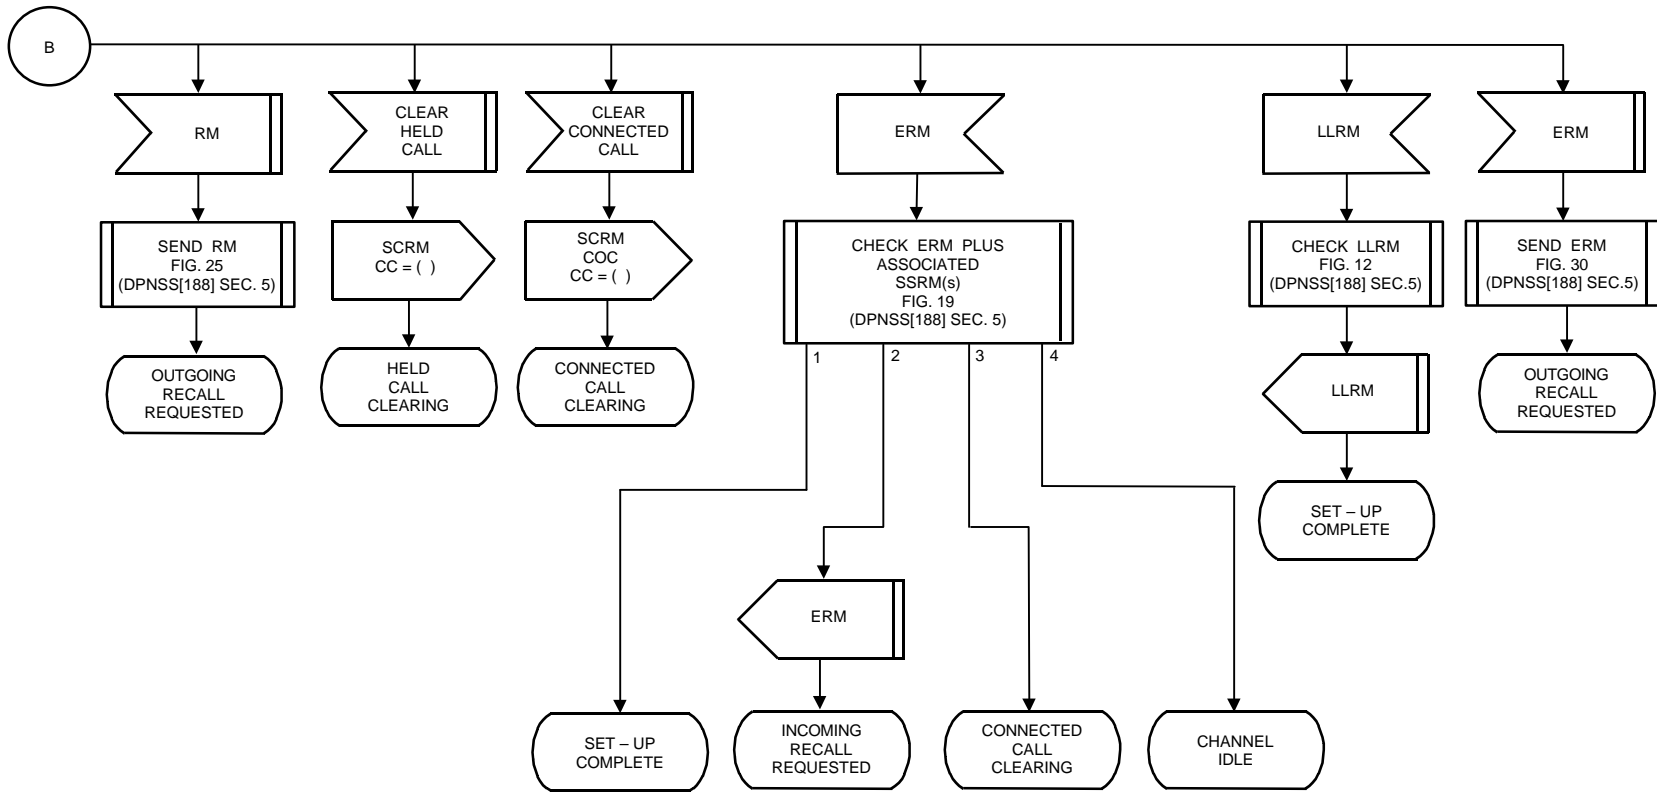 B
RM
CLEAR
HELD
CALL
CLEAR
CONNECTED
CALL
ERM
LLRM
ERM
SEND RM
FIG. 25
(DPNSS[188] SEC. 5)
SCRM
CC = ( )
SCRM
COC
CC = ( )
CHECK ERM PLUS
ASSOCIATED
SSRM(s)
FIG. 19
(DPNSS[188] SEC. 5)
CHECK LLRM
FIG. 12
(DPNSS[188] SEC.5)
SEND ERM
FIG. 30
(DPNSS[188] SEC.5)
1
2
3
4
OUTGOING
RECALL
REQUESTED
HELD
CALL
CLEARING
CONNECTED
CALL
CLEARING
LLRM
OUTGOING
RECALL
REQUESTED
SET – UP
COMPLETE
ERM
SET – UP
COMPLETE
INCOMING
RECALL
REQUESTED
CONNECTED
CALL
CLEARING
CHANNEL
IDLE